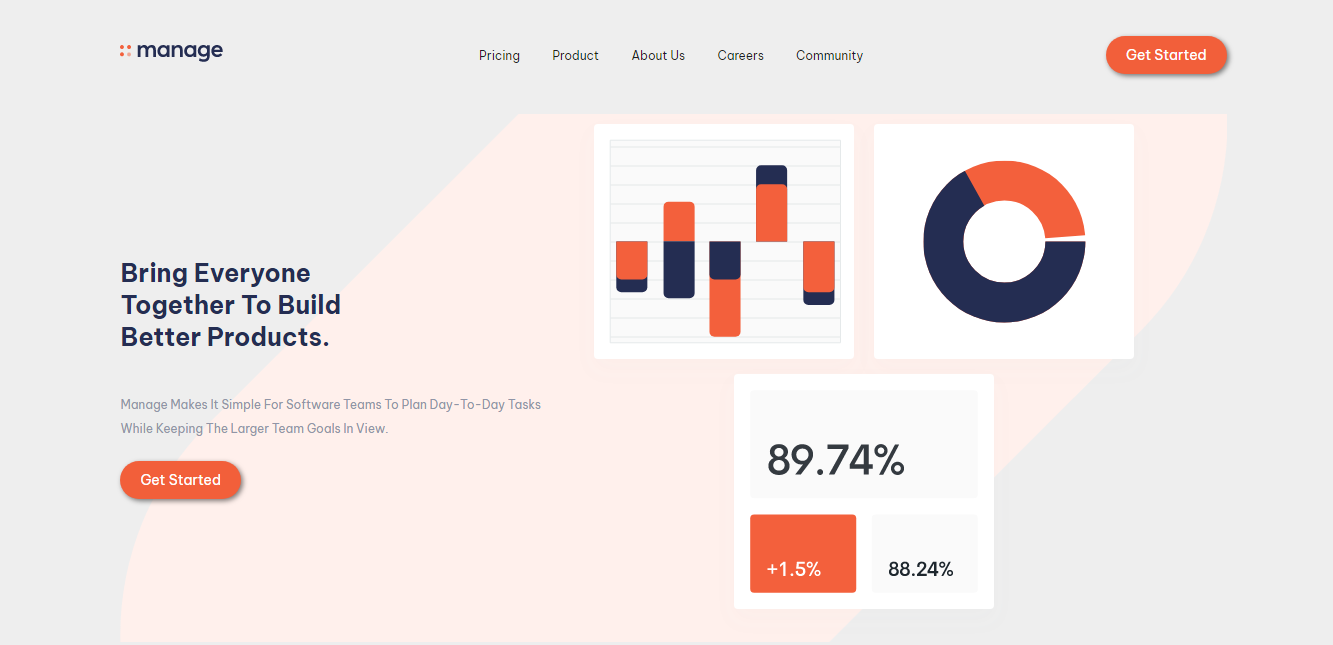 manage
Pricing
Product
About Us
Careers
Community
Get Started
Bring Everyone
Together To Build
Better Products.
Manage Makes It Simple For Software Teams To Plan Day-To-Day Tasks
While Keeping The Larger Team Goals In View.
Get Started
89.74%
+1.5%
88.24%